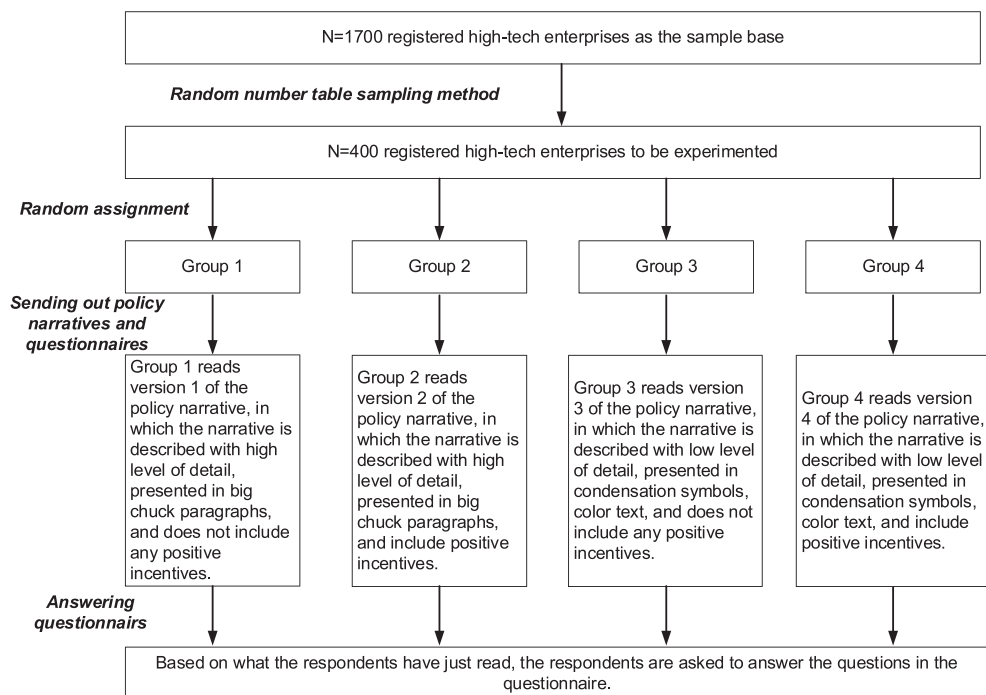 N=1700 registered high-tech enterprises as the sample base
Random number table sampling method
N=400 registered high-tech enterprises to be experimented
Random assignment
Group 1
Group 2
Group 3
Group 4
Sending out policy
narratives and
questionnaires
Group 1 reads
version 1 of the
policy narrative, in
which the narrative is
described with high
level of detail,
presented in big
chuck paragraphs,
and does not include
any positive
incentives.
Group 2 reads
version 2 of the
policy narrative, in
which the narrative is
described with high
level of detail,
presented in big
chuck paragraphs,
and include positive
incentives.
Group 3 reads version
3 of the policy narrative,
in which the narrative is
described with low level
of detail, presented in
condensation symbols,
color text, and does not
include any positive
incentives.
Group 4 reads version
4 of the policy narrative,
in which the narrative is
described with low level
of detail, presented in
condensation symbols,
color text, and include
positive incentives.
Answering
questionnairs
Based on what the respondents have just read, the respondents are asked to answer the questions in the
questionnaire.